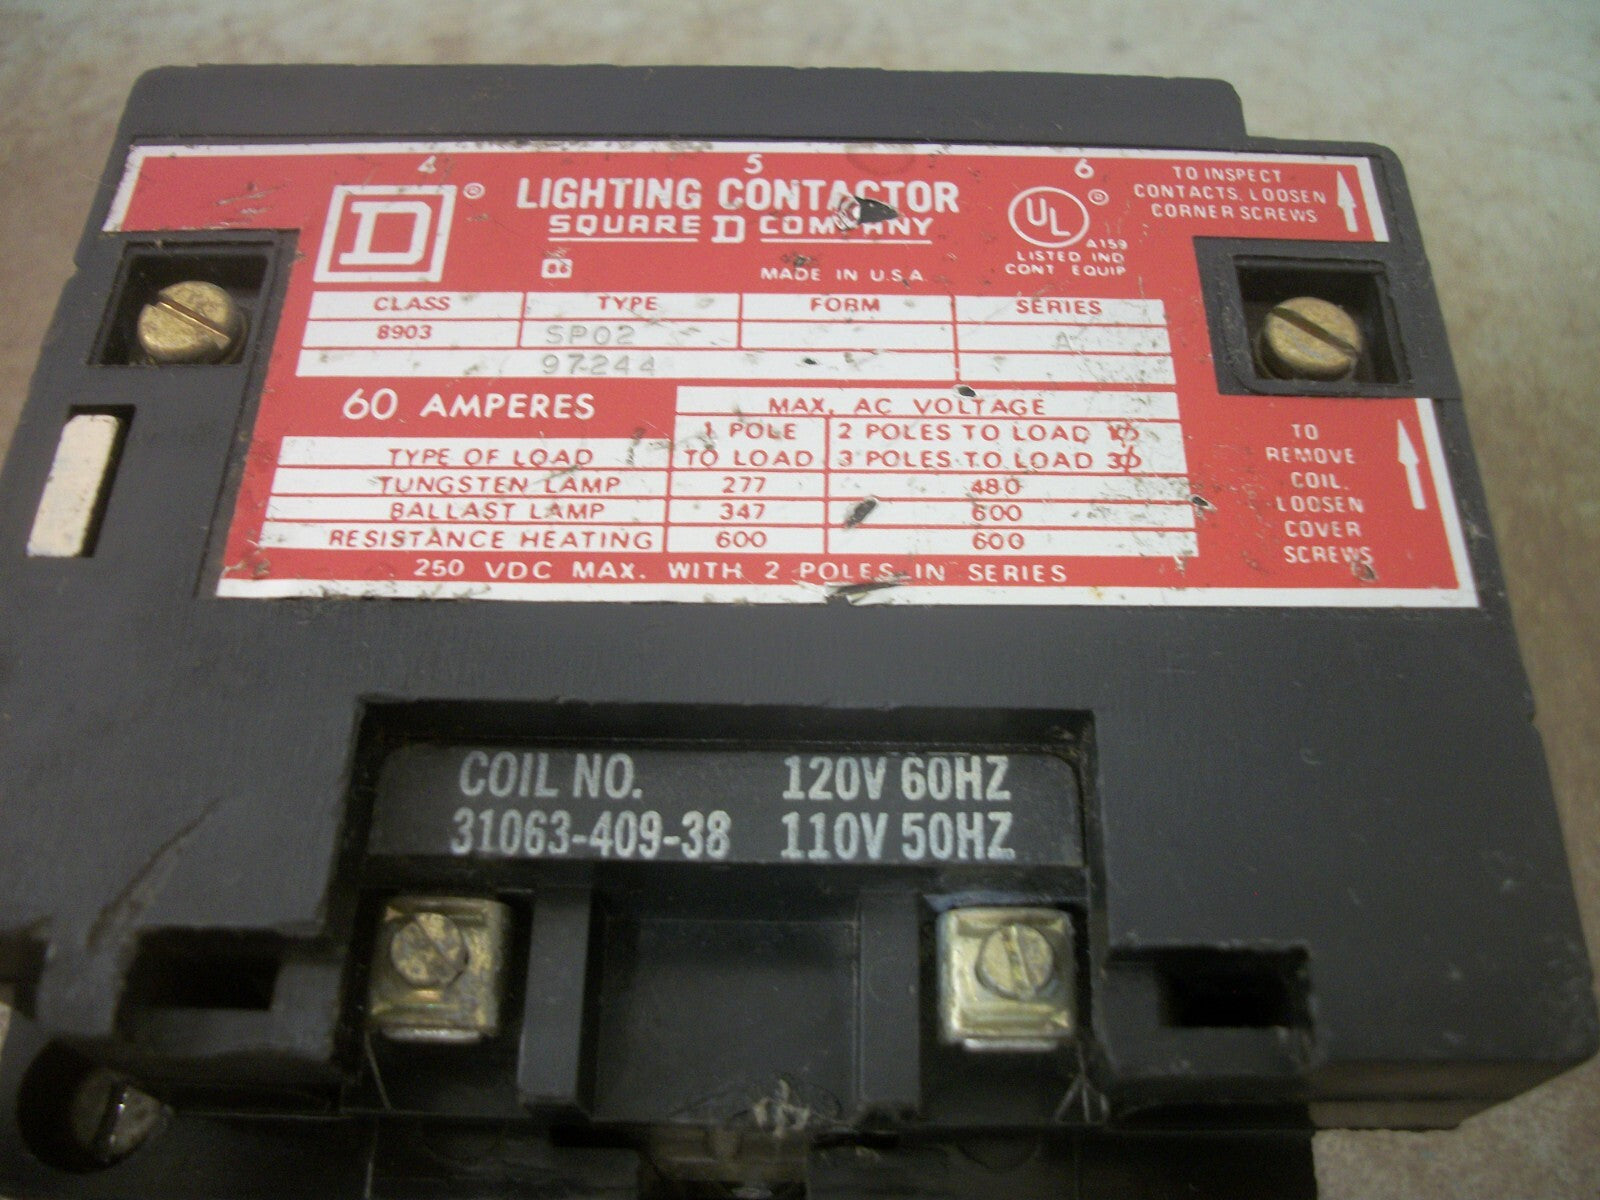 4 5 6
D ® LIGHTING CONTACTOR
SQUARE D COMPANY
86 MADE IN U.S.A.
UL ®
A159
LISTED IND
CONT EQUIP
TO INSPECT
CONTACTS, LOOSEN
CORNER SCREWS
CLASS TYPE FORM SERIES
8903 SPO2 A
97244
60 AMPERES
MAX. AC VOLTAGE
1 POLE 2 POLES TO LOAD 1ϕ
TYPE OF LOAD TO LOAD 3 POLES TO LOAD 3ϕ
TUNGSTEN LAMP 277 480
BALLAST LAMP 347 600
RESISTANCE HEATING 600 600
250 VDC MAX. WITH 2 POLES IN SERIES
TO
REMOVE
COIL,
LOOSEN
COVER
SCREWS
COIL NO. 120V 60HZ
31063-409-38 110V 50HZ